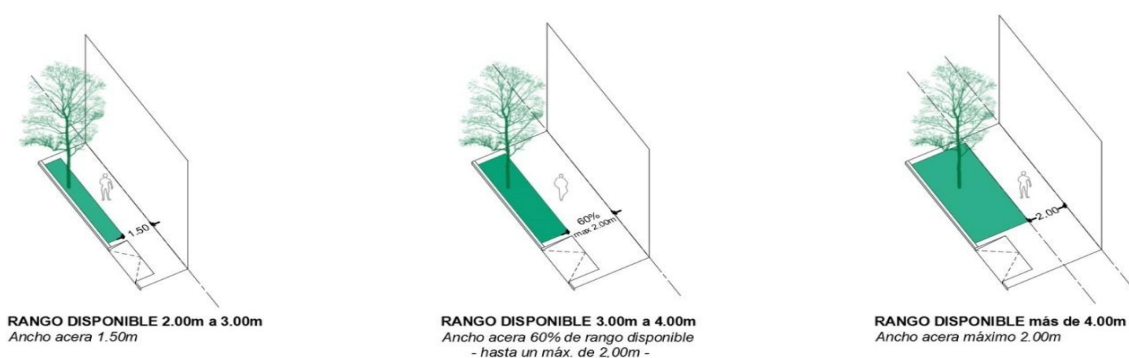 1.50
60%
max 2.00m
2.00
RANGO DISPONIBLE 2.00m a 3.00m
Ancho acera 1.50m
RANGO DISPONIBLE 3.00m a 4.00m
Ancho acera 60% de rango disponible
- hasta un máx. de 2,00m -
RANGO DISPONIBLE más de 4.00m
Ancho acera máximo 2.00m